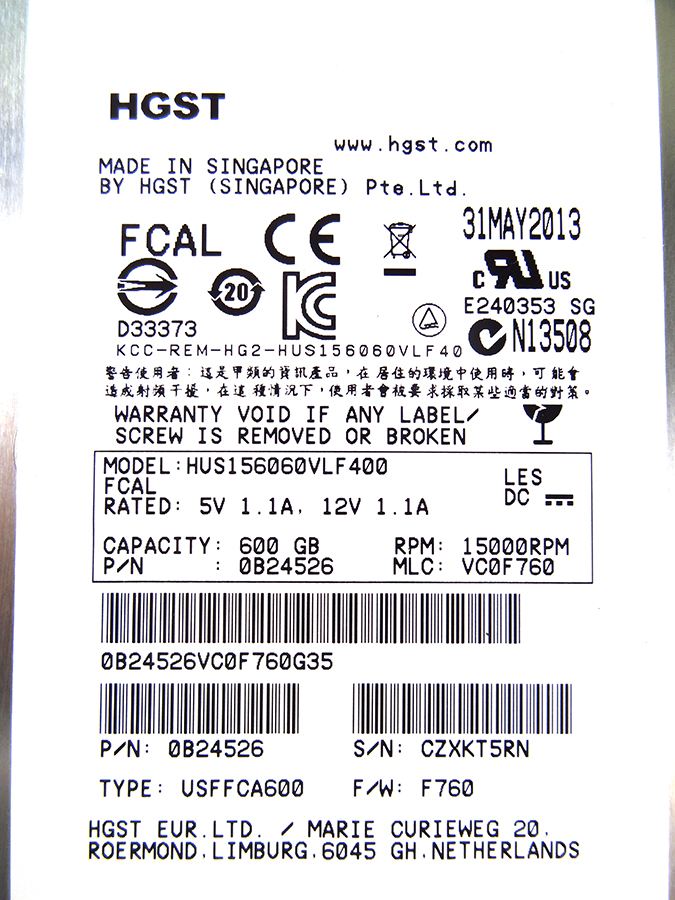 HGST
www.hgst.com
MADE IN SINGAPORE
BY HGST (SINGAPORE) Pte.Ltd.
FCAL CE 31MAY2013
20 c RU US
D33373 E240353 SG
N13508
KCC-REM-HG2-HUS156060VLF40
警告使用者：這是甲類的資訊產品，在居住的環境中使用時，可能會
造成射頻干擾，在這種情況下，使用者會被要求採取某些適當的對策。
WARRANTY VOID IF ANY LABEL/
SCREW IS REMOVED OR BROKEN
MODEL:HUS156060VLF400
FCAL LES
RATED: 5V 1.1A, 12V 1.1A DC
CAPACITY: 600 GB RPM: 15000RPM
P/N : 0B24526 MLC: VC0F760
0B24526VC0F760G35
P/N: 0B24526 S/N: CZXKT5RN
TYPE: USFFCA600 F/W: F760
HGST EUR.LTD. / MARIE CURIEWEG 20,
ROERMOND,LIMBURG,6045 GH,NETHERLANDS